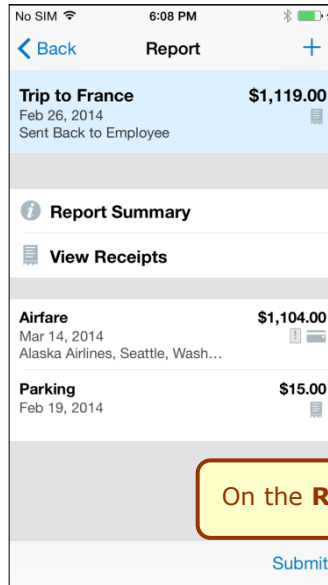 No SIM 6:08 PM
Back Report +
Trip to France $1,119.00
Feb 26, 2014
Sent Back to Employee
Report Summary
View Receipts
Airfare $1,104.00
Mar 14, 2014
Alaska Airlines, Seattle, Wash...
Parking $15.00
Feb 19, 2014
On the R
Submit